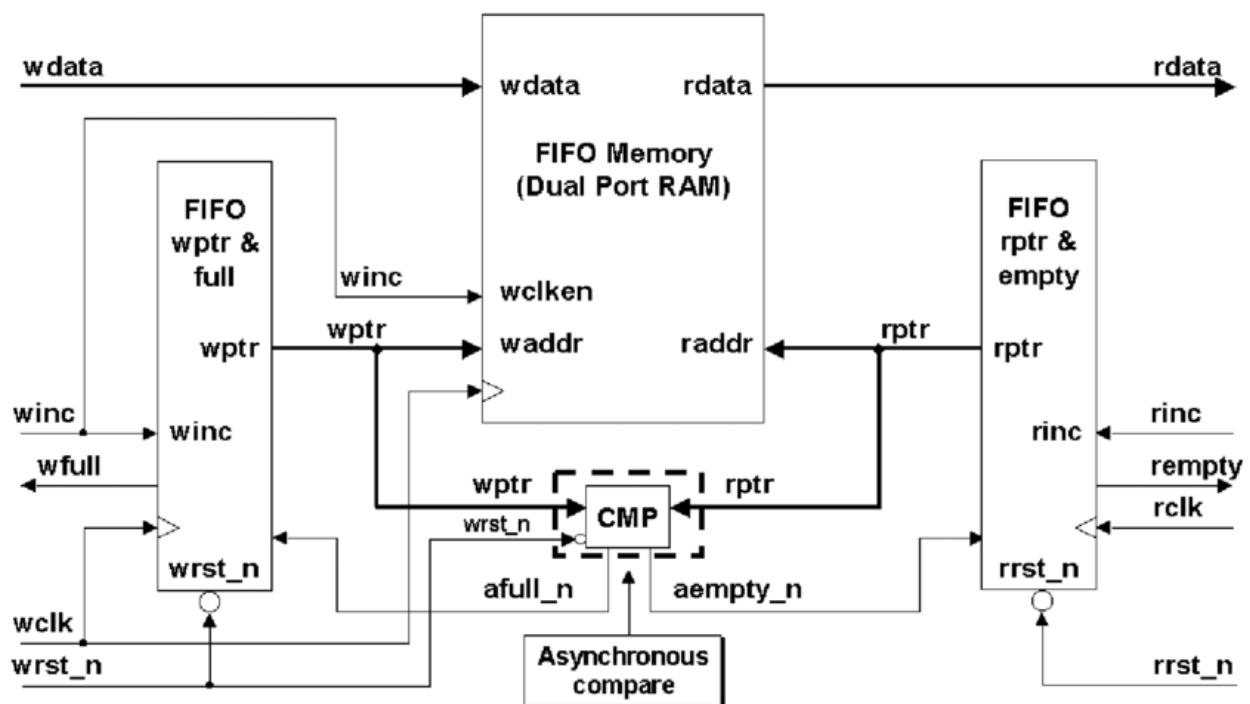 wdata
wdata
rdata
rdata
FIFO Memory
(Dual Port RAM)
FIFO
wptr &
full
FIFO
rptr &
empty
winc
wclken
wptr
wptr
waddr
raddr
rptr
rptr
winc
winc
rinc
rinc
wfull
wptr
rptr
rempty
CMP
wrst_n
rclk
wrst_n
rrst_n
afull_n
aempty_n
wclk
Asynchronous
compare
wrst_n
rrst_n